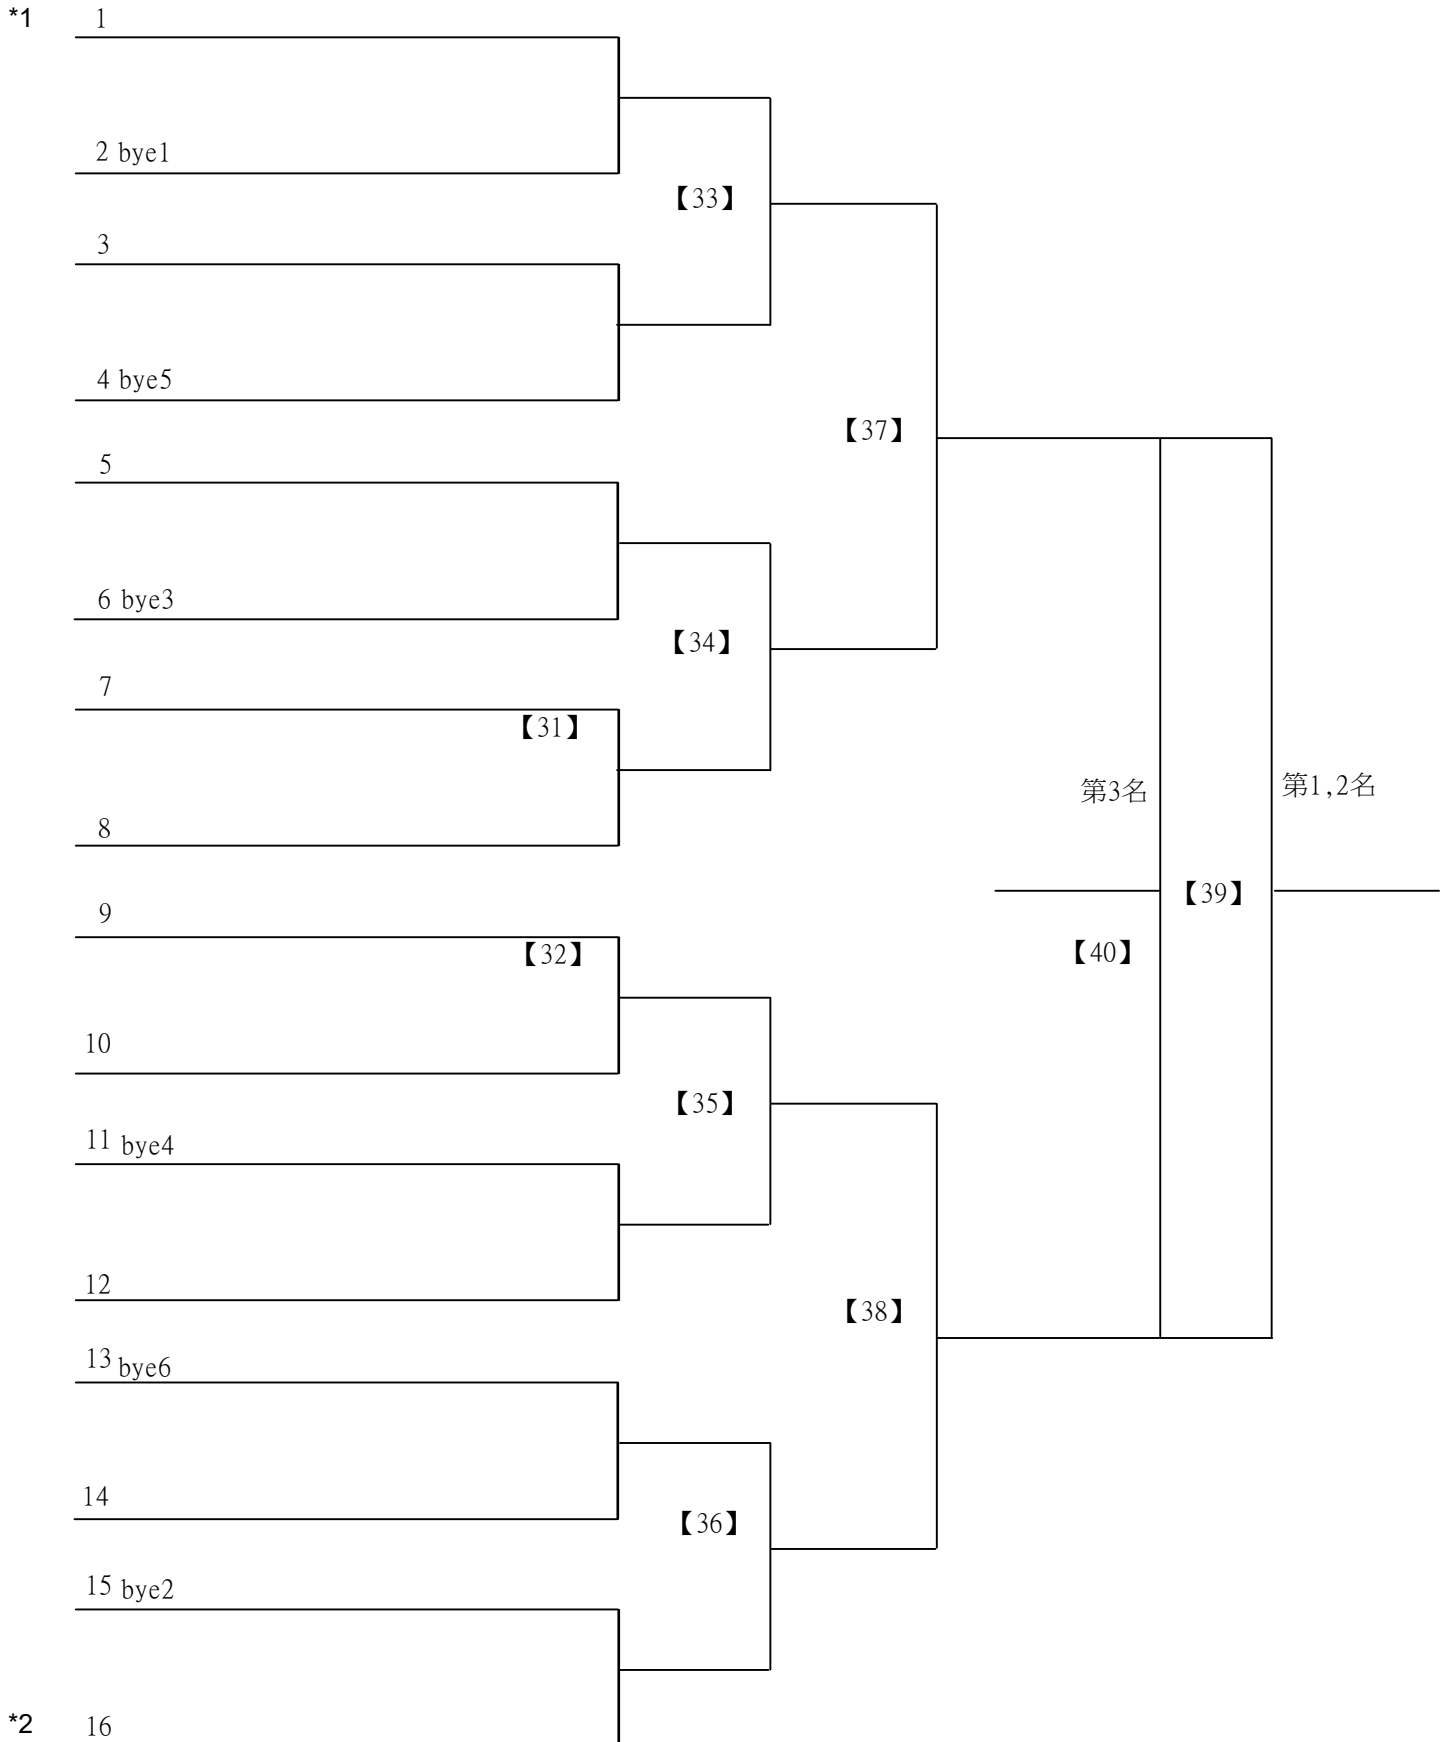 *1 1
2 bye1
【33】
3
4 bye5
【37】
5
6 bye3
【34】
7
【31】
第3名
第1,2名
8
【39】
9
【32】
【40】
10
【35】
11 bye4
12
【38】
13 bye6
14
【36】
15 bye2
*2 16